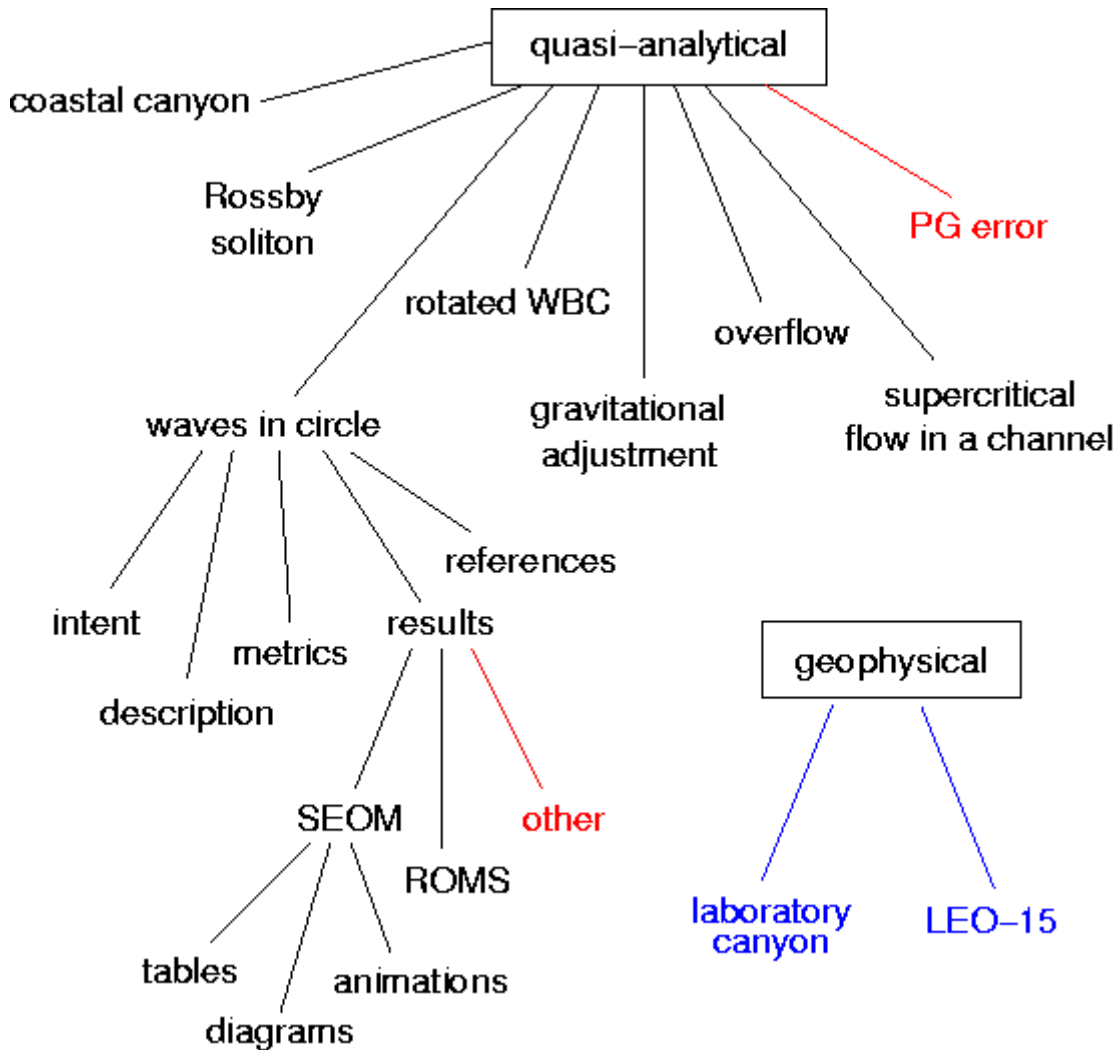 quasi-analytical
coastal canyon
Rossby
soliton
PG error
rotated WBC
overflow
waves in circle
gravitational
adjustment
supercritical
flow in a channel
references
intent
results
metrics
description
geophysical
SEOM
other
ROMS
laboratory
canyon
LEO-15
tables
animations
diagrams